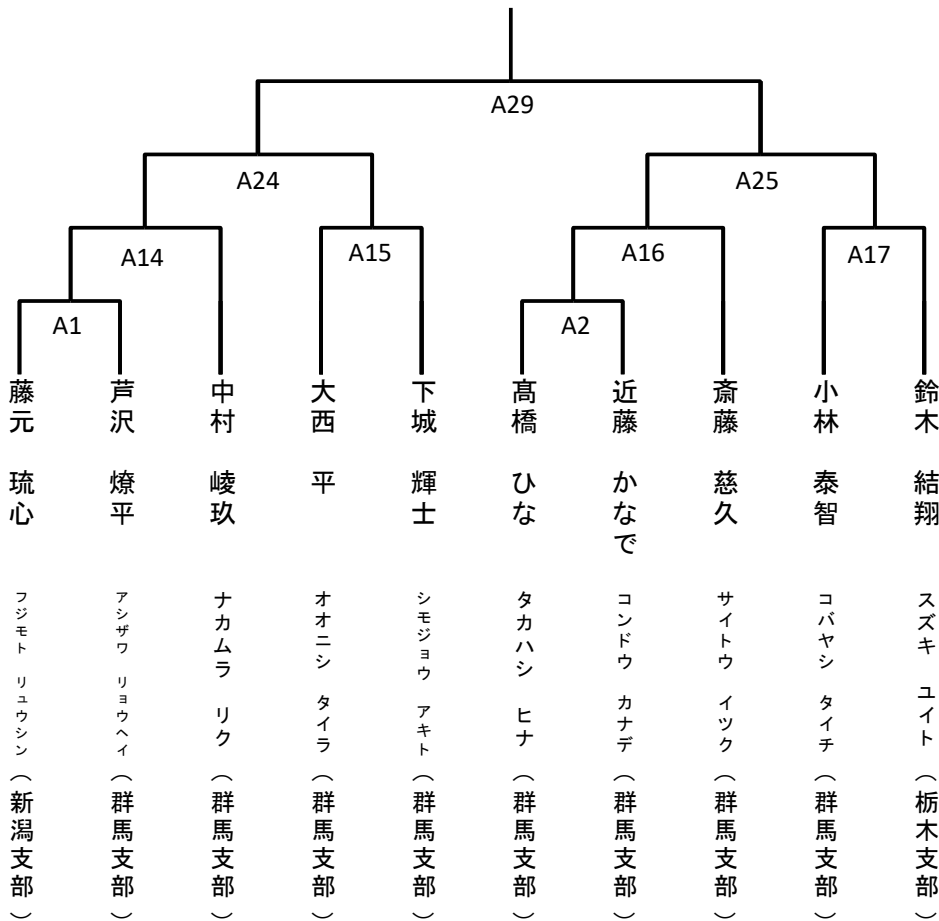 A29
A24
A25
A14
A15
A16
A17
A1
A2
藤元 琉心 フジモト リュウシン (新潟支部)
芦沢 燎平 アシザワ リョウヘイ (群馬支部)
中村 崚玖 ナカムラ リク (群馬支部)
大西 平 オオニシ タイラ (群馬支部)
下城 輝士 シモジョウ アキト (群馬支部)
髙橋 ひな タカハシ ヒナ (群馬支部)
近藤 かなで コンドウ カナデ (群馬支部)
斎藤 慈久 サイトウ イツク (群馬支部)
小林 泰智 コバヤシ タイチ (群馬支部)
鈴木 結翔 スズキ ユイト (栃木支部)